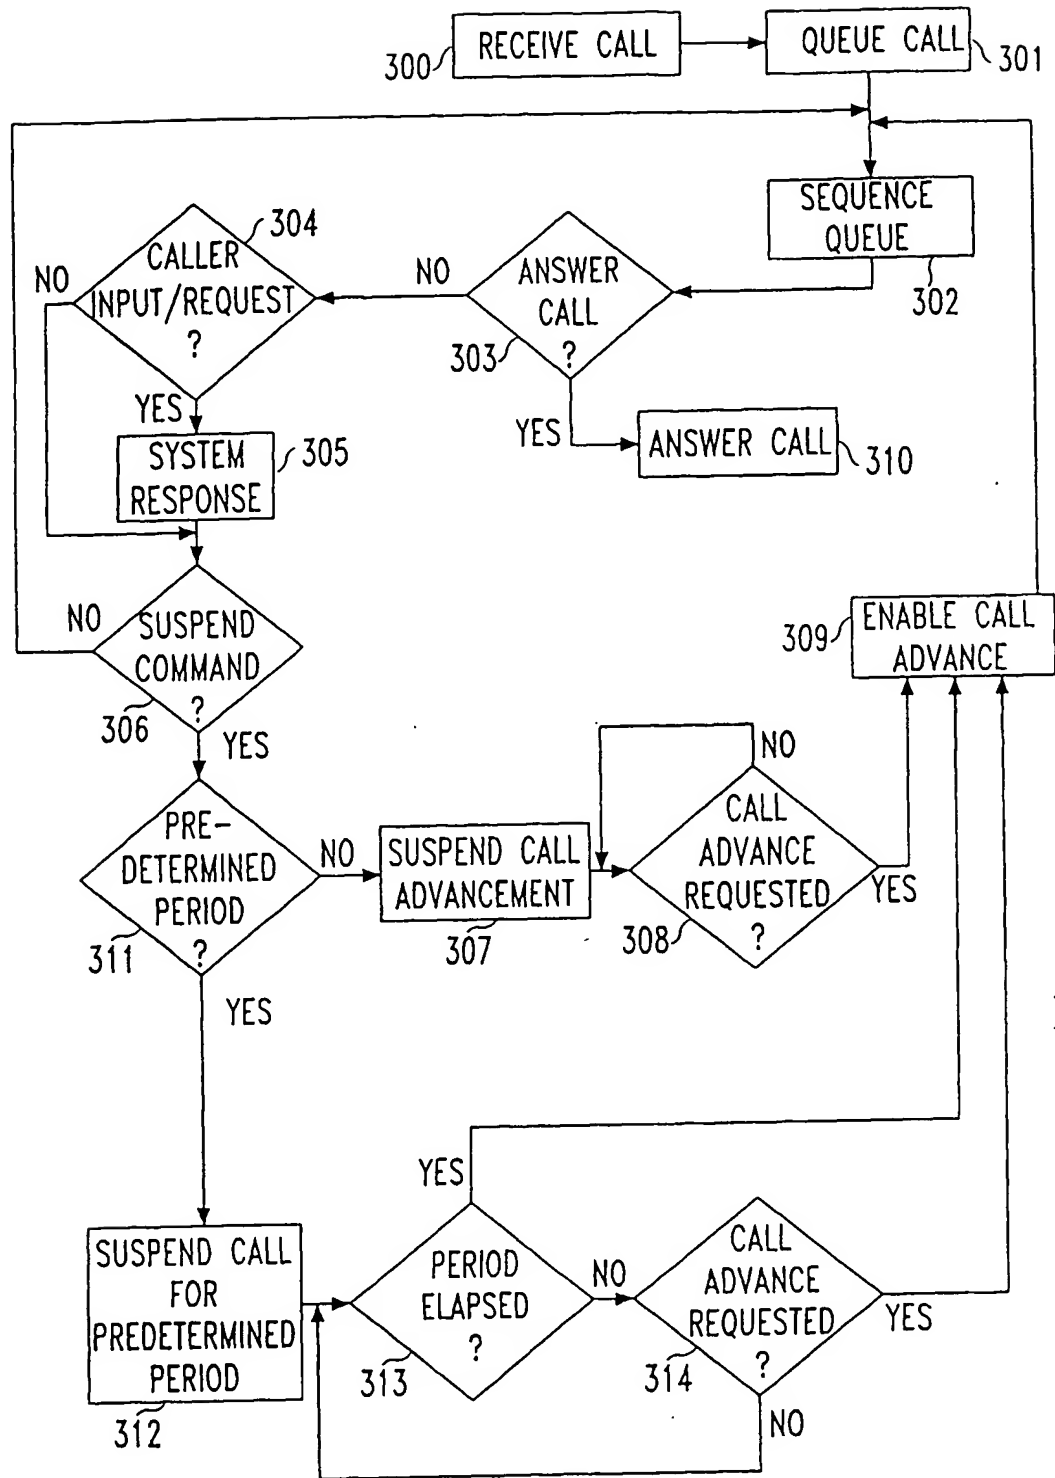 RECEIVE CALL
300
QUEUE CALL
301
SEQUENCE
QUEUE
302
ANSWER
CALL
?
303
NO
YES
ANSWER CALL
310
CALLER
INPUT/REQUEST
?
304
NO
YES
SYSTEM
RESPONSE
305
SUSPEND
COMMAND
?
306
NO
YES
PRE-
DETERMINED
PERIOD
?
311
NO
SUSPEND CALL
ADVANCEMENT
307
CALL
ADVANCE
REQUESTED
?
308
NO
YES
ENABLE CALL
ADVANCE
309
YES
SUSPEND CALL
FOR
PREDETERMINED
PERIOD
312
PERIOD
ELAPSED
?
313
YES
NO
CALL
ADVANCE
REQUESTED
?
314
YES
NO